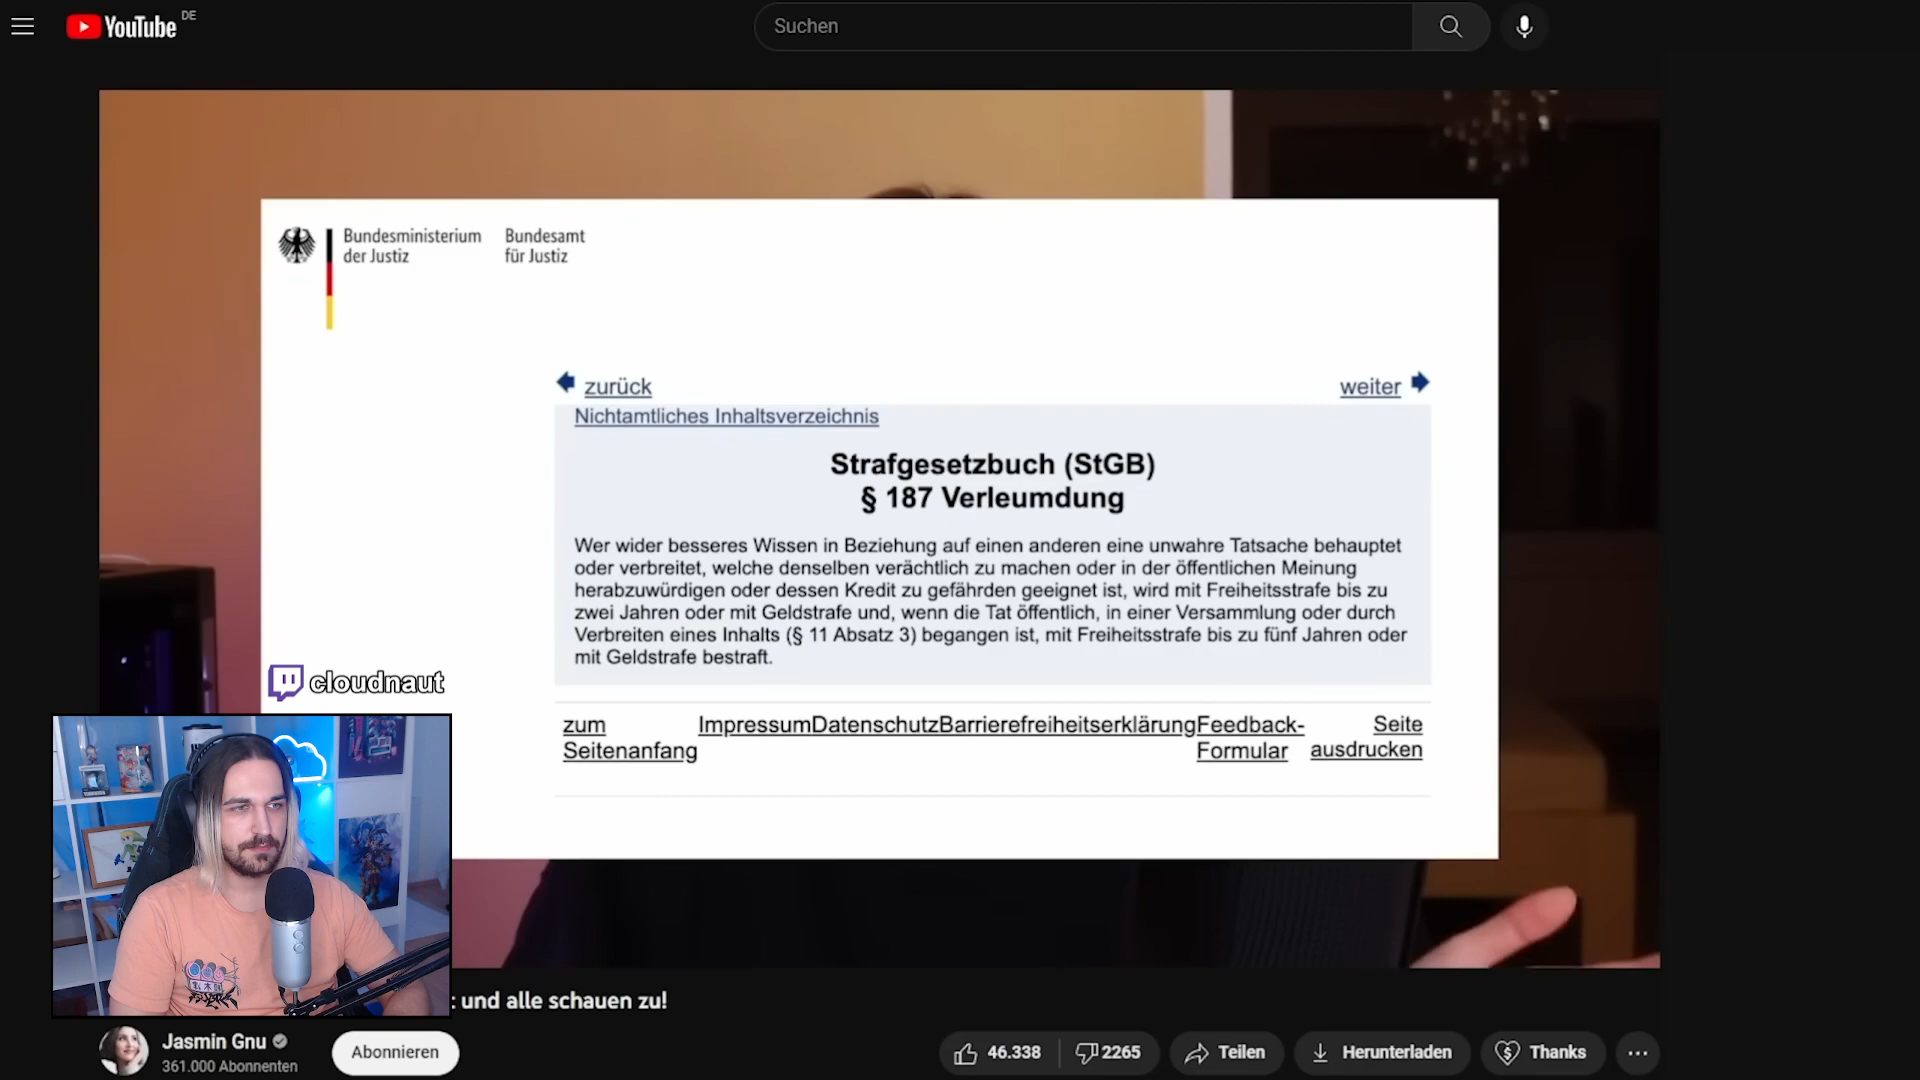 YouTube DE
Suchen
Bundesministerium Bundesamt
der Justiz für Justiz
zurück weiter
Nichtamtliches Inhaltsverzeichnis
Strafgesetzbuch (StGB)
§ 187 Verleumdung
Wer wider besseres Wissen in Beziehung auf einen anderen eine unwahre Tatsache behauptet
oder verbreitet, welche denselben verächtlich zu machen oder in der öffentlichen Meinung
herabzuwürdigen oder dessen Kredit zu gefährden geeignet ist, wird mit Freiheitsstrafe bis zu
zwei Jahren oder mit Geldstrafe und, wenn die Tat öffentlich, in einer Versammlung oder durch
Verbreiten eines Inhalts (§ 11 Absatz 3) begangen ist, mit Freiheitsstrafe bis zu fünf Jahren oder
mit Geldstrafe bestraft.
cloudnaut
zum ImpressumDatenschutzBarrierefreiheitserklärungFeedback- Seite
Seitenanfang Formular ausdrucken
und alle schauen zu!
Jasmin Gnu
361.000 Abonnenten
Abonnieren
46.338 2265 Teilen Herunterladen Thanks